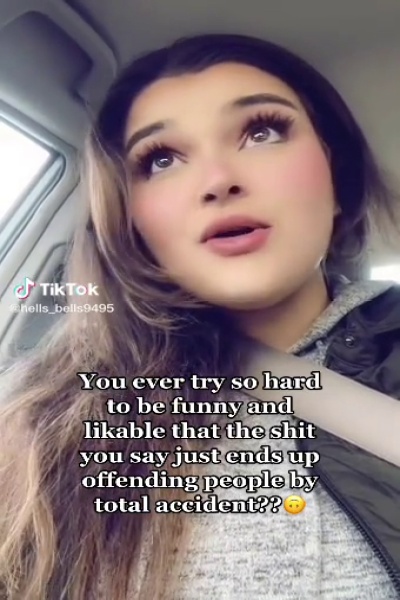 TikTok
@hells_bells9495
You ever try so hard
to be funny and
likable that the shit
you say just ends up
offending people by
total accident??🙃